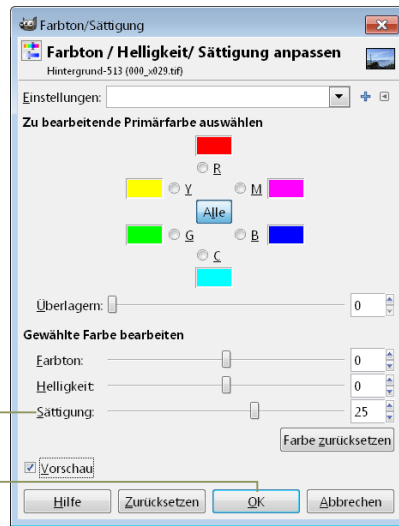 Farbton/Sättigung
Farbton / Helligkeit/ Sättigung anpassen
Hintergrund-513 (000_x029.tif)
Einstellungen:
Zu bearbeitende Primärfarbe auswählen
R
Y M
Alle
G B
C
Überlagern: 0
Gewählte Farbe bearbeiten
Farbton: 0
Helligkeit: 0
Sättigung: 25
Farbe zurücksetzen
Vorschau
Hilfe Zurücksetzen OK Abbrechen